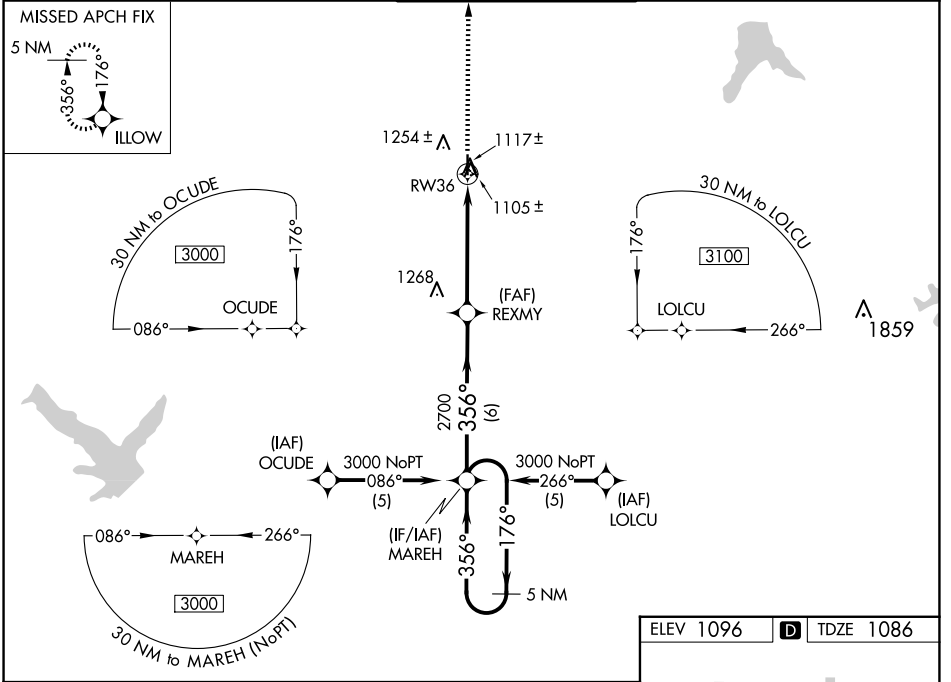 MISSED APCH FIX
5 NM
356°
176°
ILLOW
1254 ±
1117 ±
RW36
1105 ±
30 NM to OCUDE
3000
176°
OCUDE
086°
30 NM to LOLCU
176°
3100
LOLCU
266°
1859
1268
(FAF)
REXMY
2700
356°
(6)
(IAF)
OCUDE
3000 NoPT
086°
(5)
3000 NoPT
266°
(5)
(IAF)
LOLCU
(IF/IAF)
MAREH
356°
176°
5 NM
086°
266°
MAREH
3000
30 NM to MAREH (NoPT)
ELEV 1096 D TDZE 1086